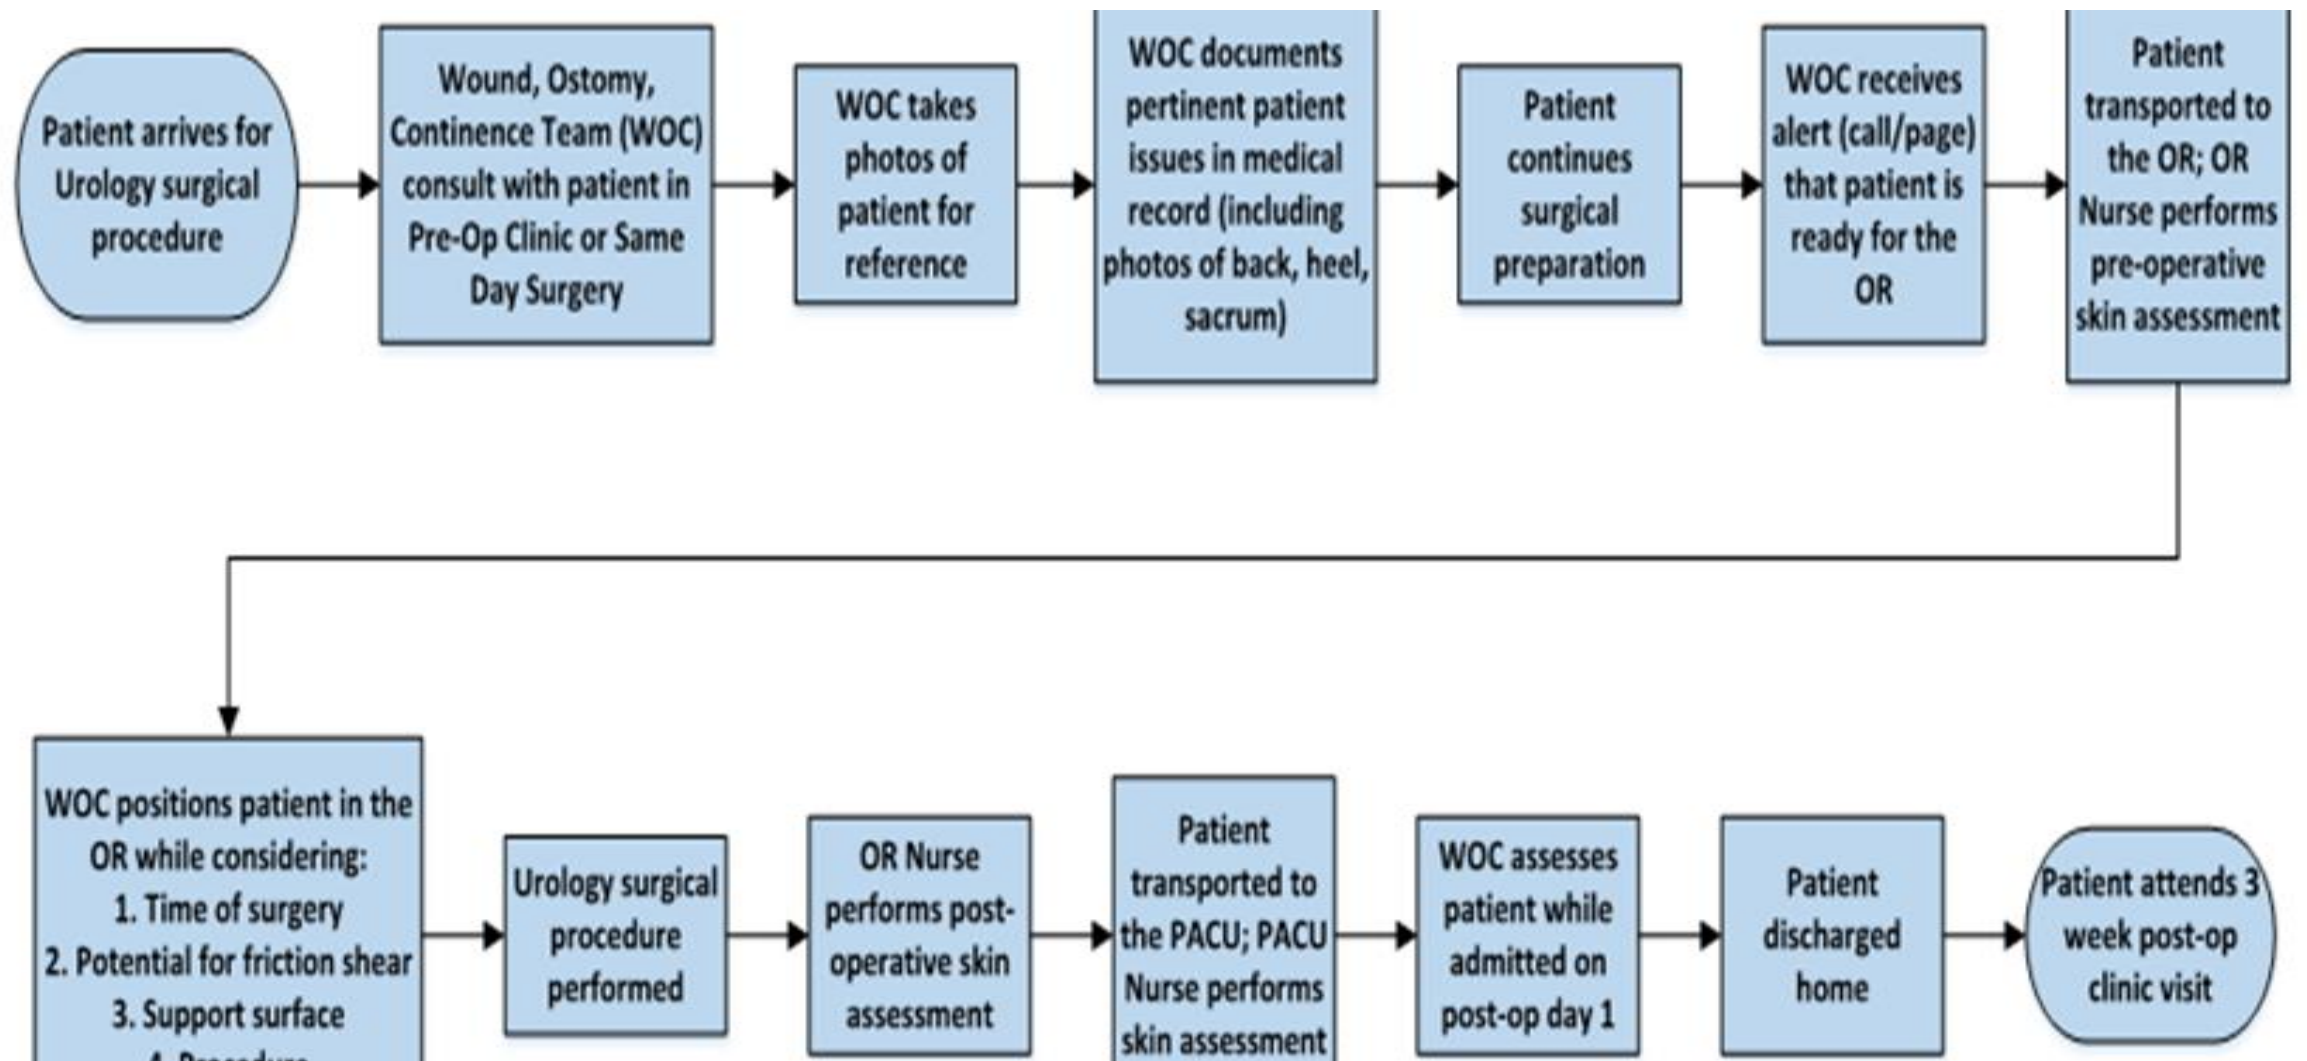 Patient arrives for
Urology surgical
procedure
Wound, Ostomy,
Continence Team (WOC)
consult with patient in
Pre-Op Clinic or Same
Day Surgery
WOC takes
photos of
patient for
reference
WOC documents
pertinent patient
issues in medical
record (including
photos of back, heel,
sacrum)
Patient
continues
surgical
preparation
WOC receives
alert (call/page)
that patient is
ready for the
OR
Patient
transported to
the OR; OR
Nurse performs
pre-operative
skin assessment
WOC positions patient in the
OR while considering:
1. Time of surgery
2. Potential for friction shear
3. Support surface
4. Procedure
Urology surgical
procedure
performed
OR Nurse
performs post-
operative skin
assessment
Patient
transported to
the PACU; PACU
Nurse performs
skin assessment
WOC assesses
patient while
admitted on
post-op day 1
Patient
discharged
home
Patient attends 3
week post-op
clinic visit